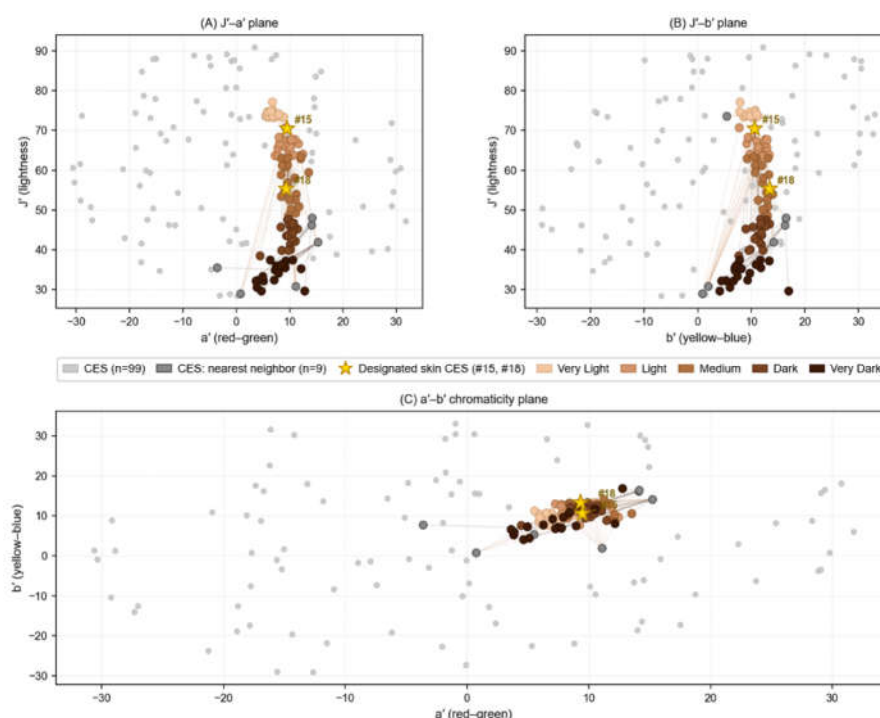 (A) J'–a' plane
(B) J'–b' plane
J' (lightness)
90
80
70
60
50
40
30
#15
#18
−30
−20
−10
0
10
20
30
a' (red–green)
J' (lightness)
90
80
70
60
50
40
30
#15
#18
−30
−20
−10
0
10
20
30
b' (yellow–blue)
CES (n=99)
CES: nearest neighbor (n=9)
Designated skin CES (#15, #18)
Very Light
Light
Medium
Dark
Very Dark
(C) a'–b' chromaticity plane
b' (yellow–blue)
30
20
10
0
−10
−20
−30
#18
−30
−20
−10
0
10
20
30
a' (red–green)